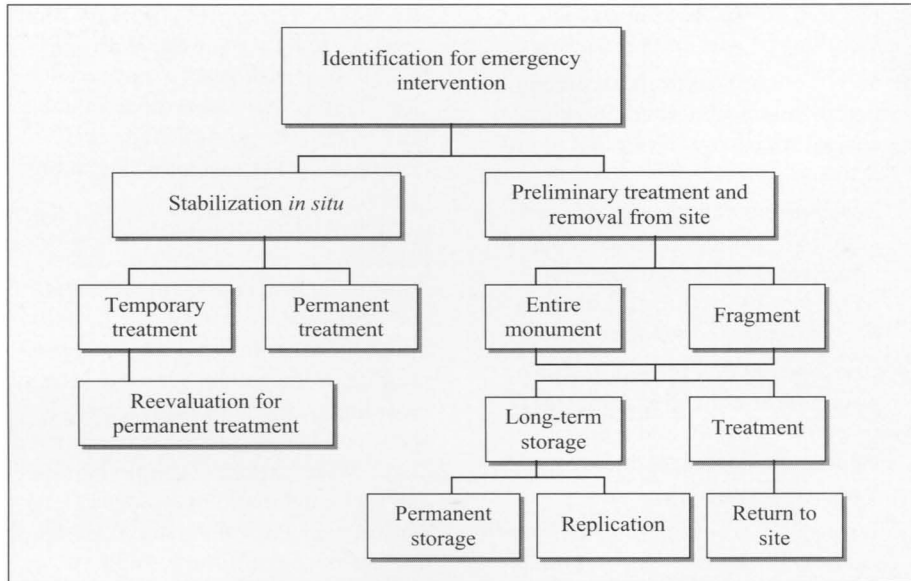 Identification for emergency
intervention
Stabilization in situ
Preliminary treatment and
removal from site
Temporary
treatment
Permanent
treatment
Entire
monument
Fragment
Reevaluation for
permanent treatment
Long-term
storage
Treatment
Permanent
storage
Replication
Return to
site